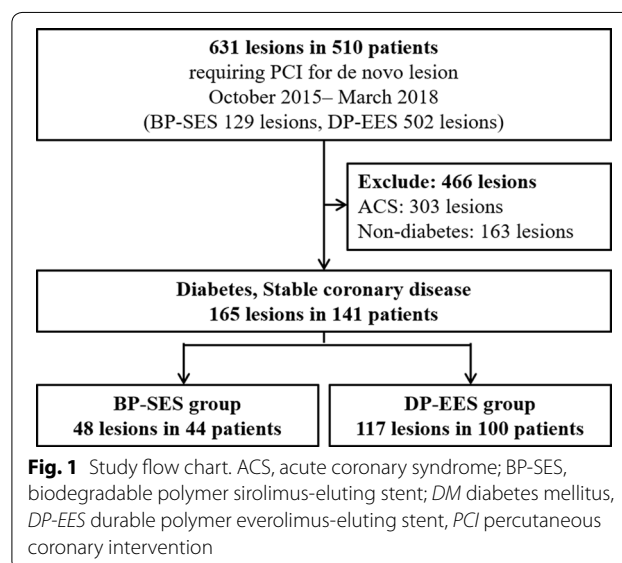 631 lesions in 510 patients
requiring PCI for de novo lesion
October 2015– March 2018
(BP-SES 129 lesions, DP-EES 502 lesions)
Exclude: 466 lesions
ACS: 303 lesions
Non-diabetes: 163 lesions
Diabetes, Stable coronary disease
165 lesions in 141 patients
BP-SES group
48 lesions in 44 patients
DP-EES group
117 lesions in 100 patients
Fig. 1 Study flow chart. ACS, acute coronary syndrome; BP-SES,
biodegradable polymer sirolimus-eluting stent; DM diabetes mellitus,
DP-EES durable polymer everolimus-eluting stent, PCI percutaneous
coronary intervention